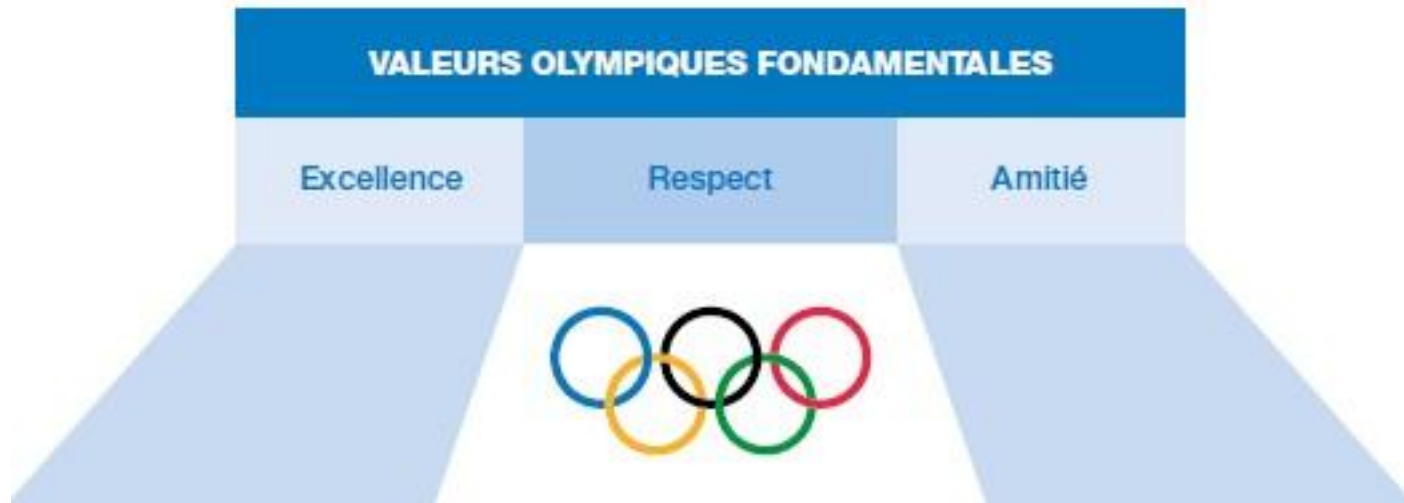 VALEURS OLYMPIQUES FONDAMENTALES
Excellence
Respect
Amitié